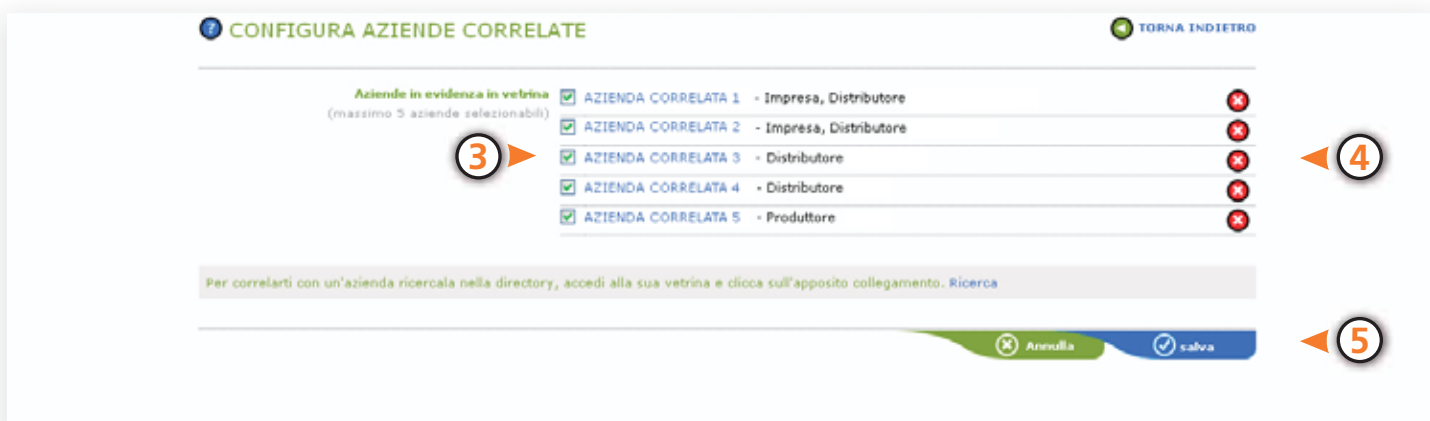 ? CONFIGURA AZIENDE CORRELATE
TORNA INDIETRO
Aziende in evidenza in vetrina
(massimo 5 aziende selezionabili)
AZIENDA CORRELATA 1 - Impresa, Distributore
AZIENDA CORRELATA 2 - Impresa, Distributore
3
AZIENDA CORRELATA 3 - Distributore
4
AZIENDA CORRELATA 4 - Distributore
AZIENDA CORRELATA 5 - Produttore
Per correlarti con un'azienda ricercala nella directory, accedi alla sua vetrina e clicca sull'apposito collegamento. Ricerca
Annulla
salva
5